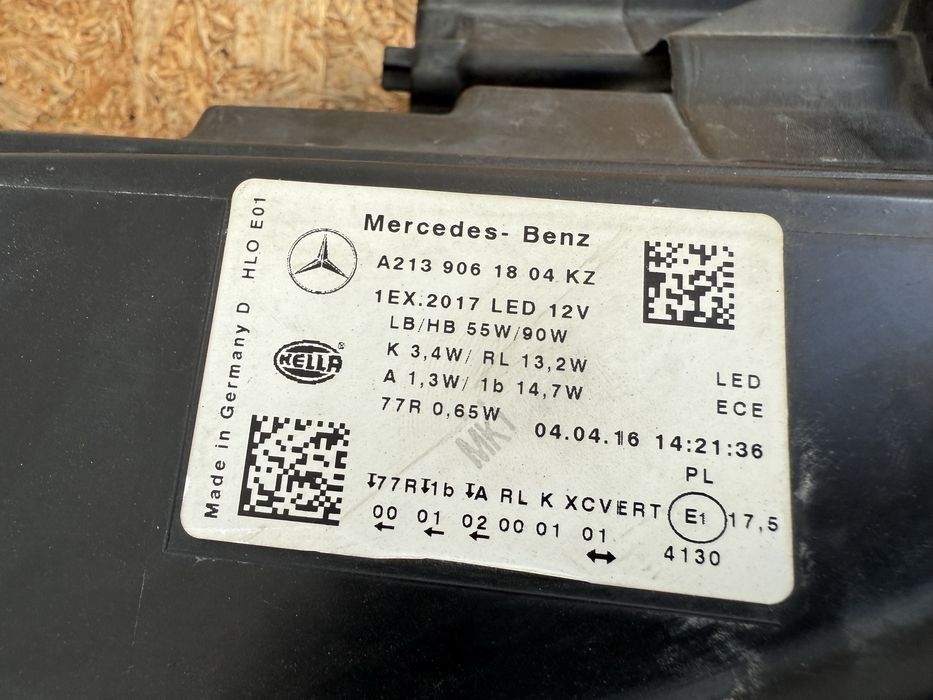 Mercedes- Benz
A213 906 18 04 KZ
1EX.2017 LED 12V
LB/HB 55W/90W
K 3,4W/ RL 13,2W
A 1,3W/ 1b 14,7W
77R 0,65W
LED
ECE
04.04.16 14:21:36
MK1
PL
77R 1b A RL K XCVERT E1 17,5
00 01 02 00 01 01
4130
HELLA
Made in Germany D HLO E01